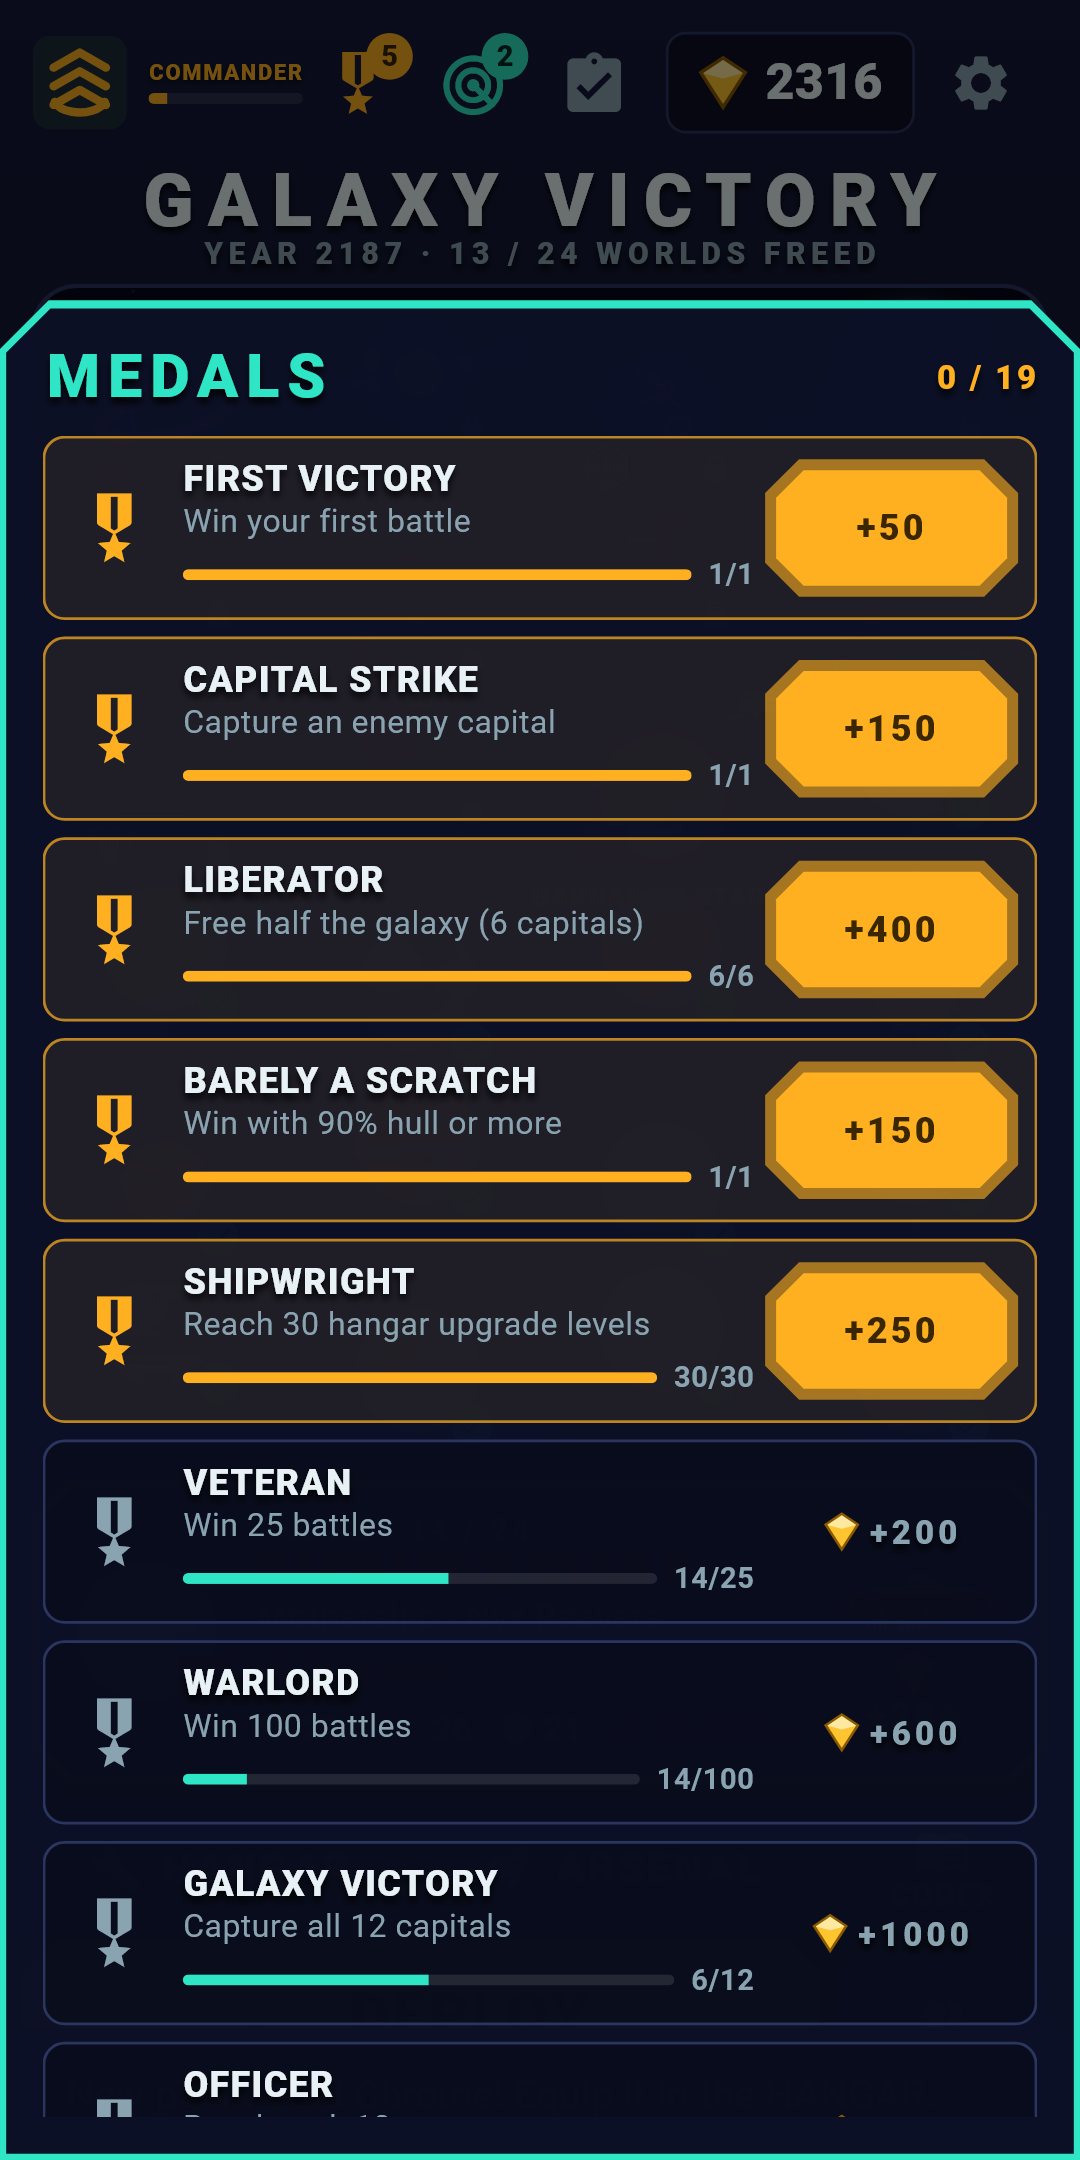 COMMANDER
5
2
2316
GALAXY VICTORY
YEAR 2187 · 13 / 24 WORLDS FREED
MEDALS
0 / 19
FIRST VICTORY
Win your first battle
1/1
+50
CAPITAL STRIKE
Capture an enemy capital
1/1
+150
LIBERATOR
Free half the galaxy (6 capitals)
6/6
+400
BARELY A SCRATCH
Win with 90% hull or more
1/1
+150
SHIPWRIGHT
Reach 30 hangar upgrade levels
30/30
+250
VETERAN
Win 25 battles
14/25
+200
WARLORD
Win 100 battles
14/100
+600
GALAXY VICTORY
Capture all 12 capitals
6/12
+1000
OFFICER